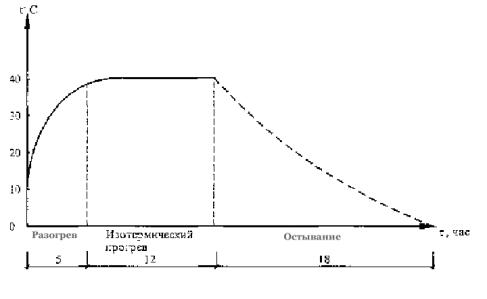 t, С
40
30
20
10
0
Разогрев
Изотермический
прогрев
Остывание
τ, час
5
12
18